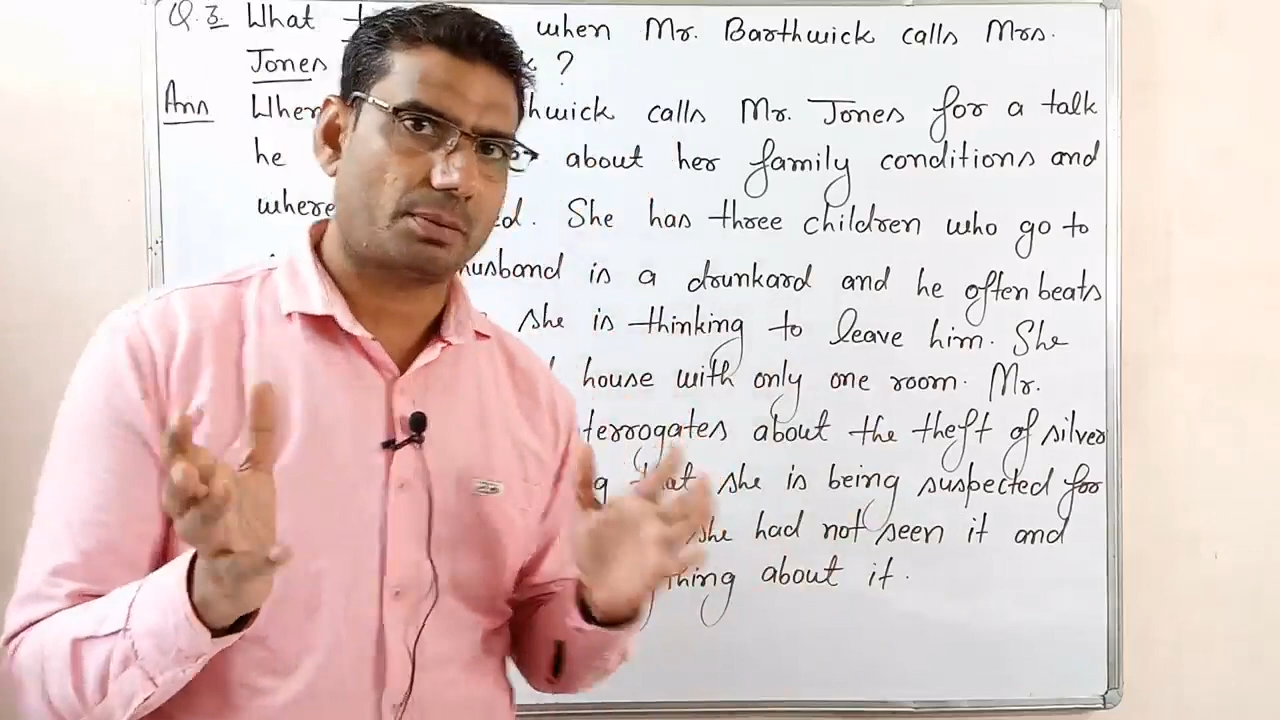 Q.3 What when Mr. Barthwick calls Mrs.
Jones ?
Ans When hwick calls Mr. Jones for a talk
he about her family conditions and
where ed. She has three children who go to
husband is a drunkard and he often beats
she is thinking to leave him. She
house with only one room. Mr.
terrogates about the theft of silver
that she is being suspected for
she had not seen it and
thing about it.